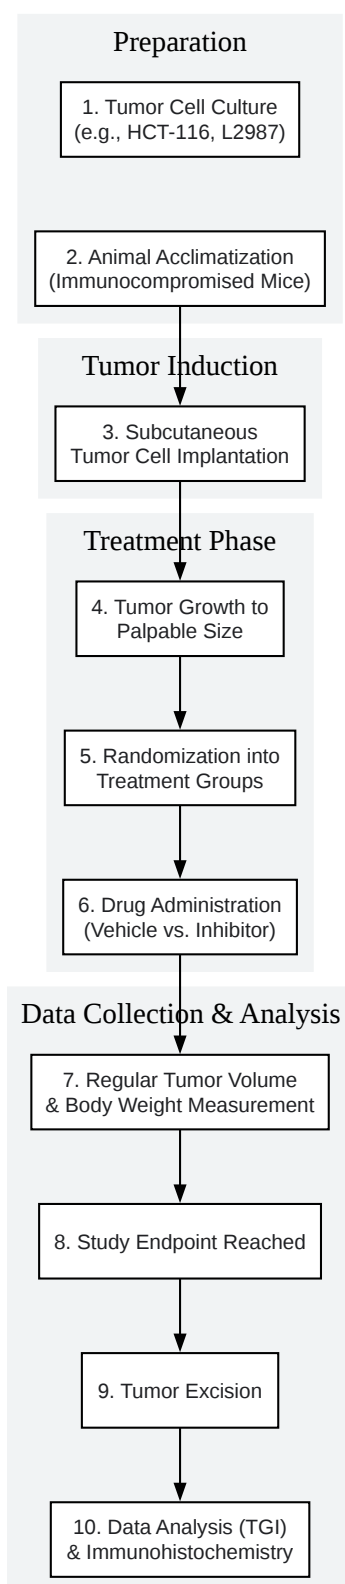 Preparation
1. Tumor Cell Culture
(e.g., HCT-116, L2987)
2. Animal Acclimatization
(Immunocompromised Mice)
Tumor Induction
3. Subcutaneous
Tumor Cell Implantation
Treatment Phase
4. Tumor Growth to
Palpable Size
5. Randomization into
Treatment Groups
6. Drug Administration
(Vehicle vs. Inhibitor)
Data Collection & Analysis
7. Regular Tumor Volume
& Body Weight Measurement
8. Study Endpoint Reached
9. Tumor Excision
10. Data Analysis (TGI)
& Immunohistochemistry